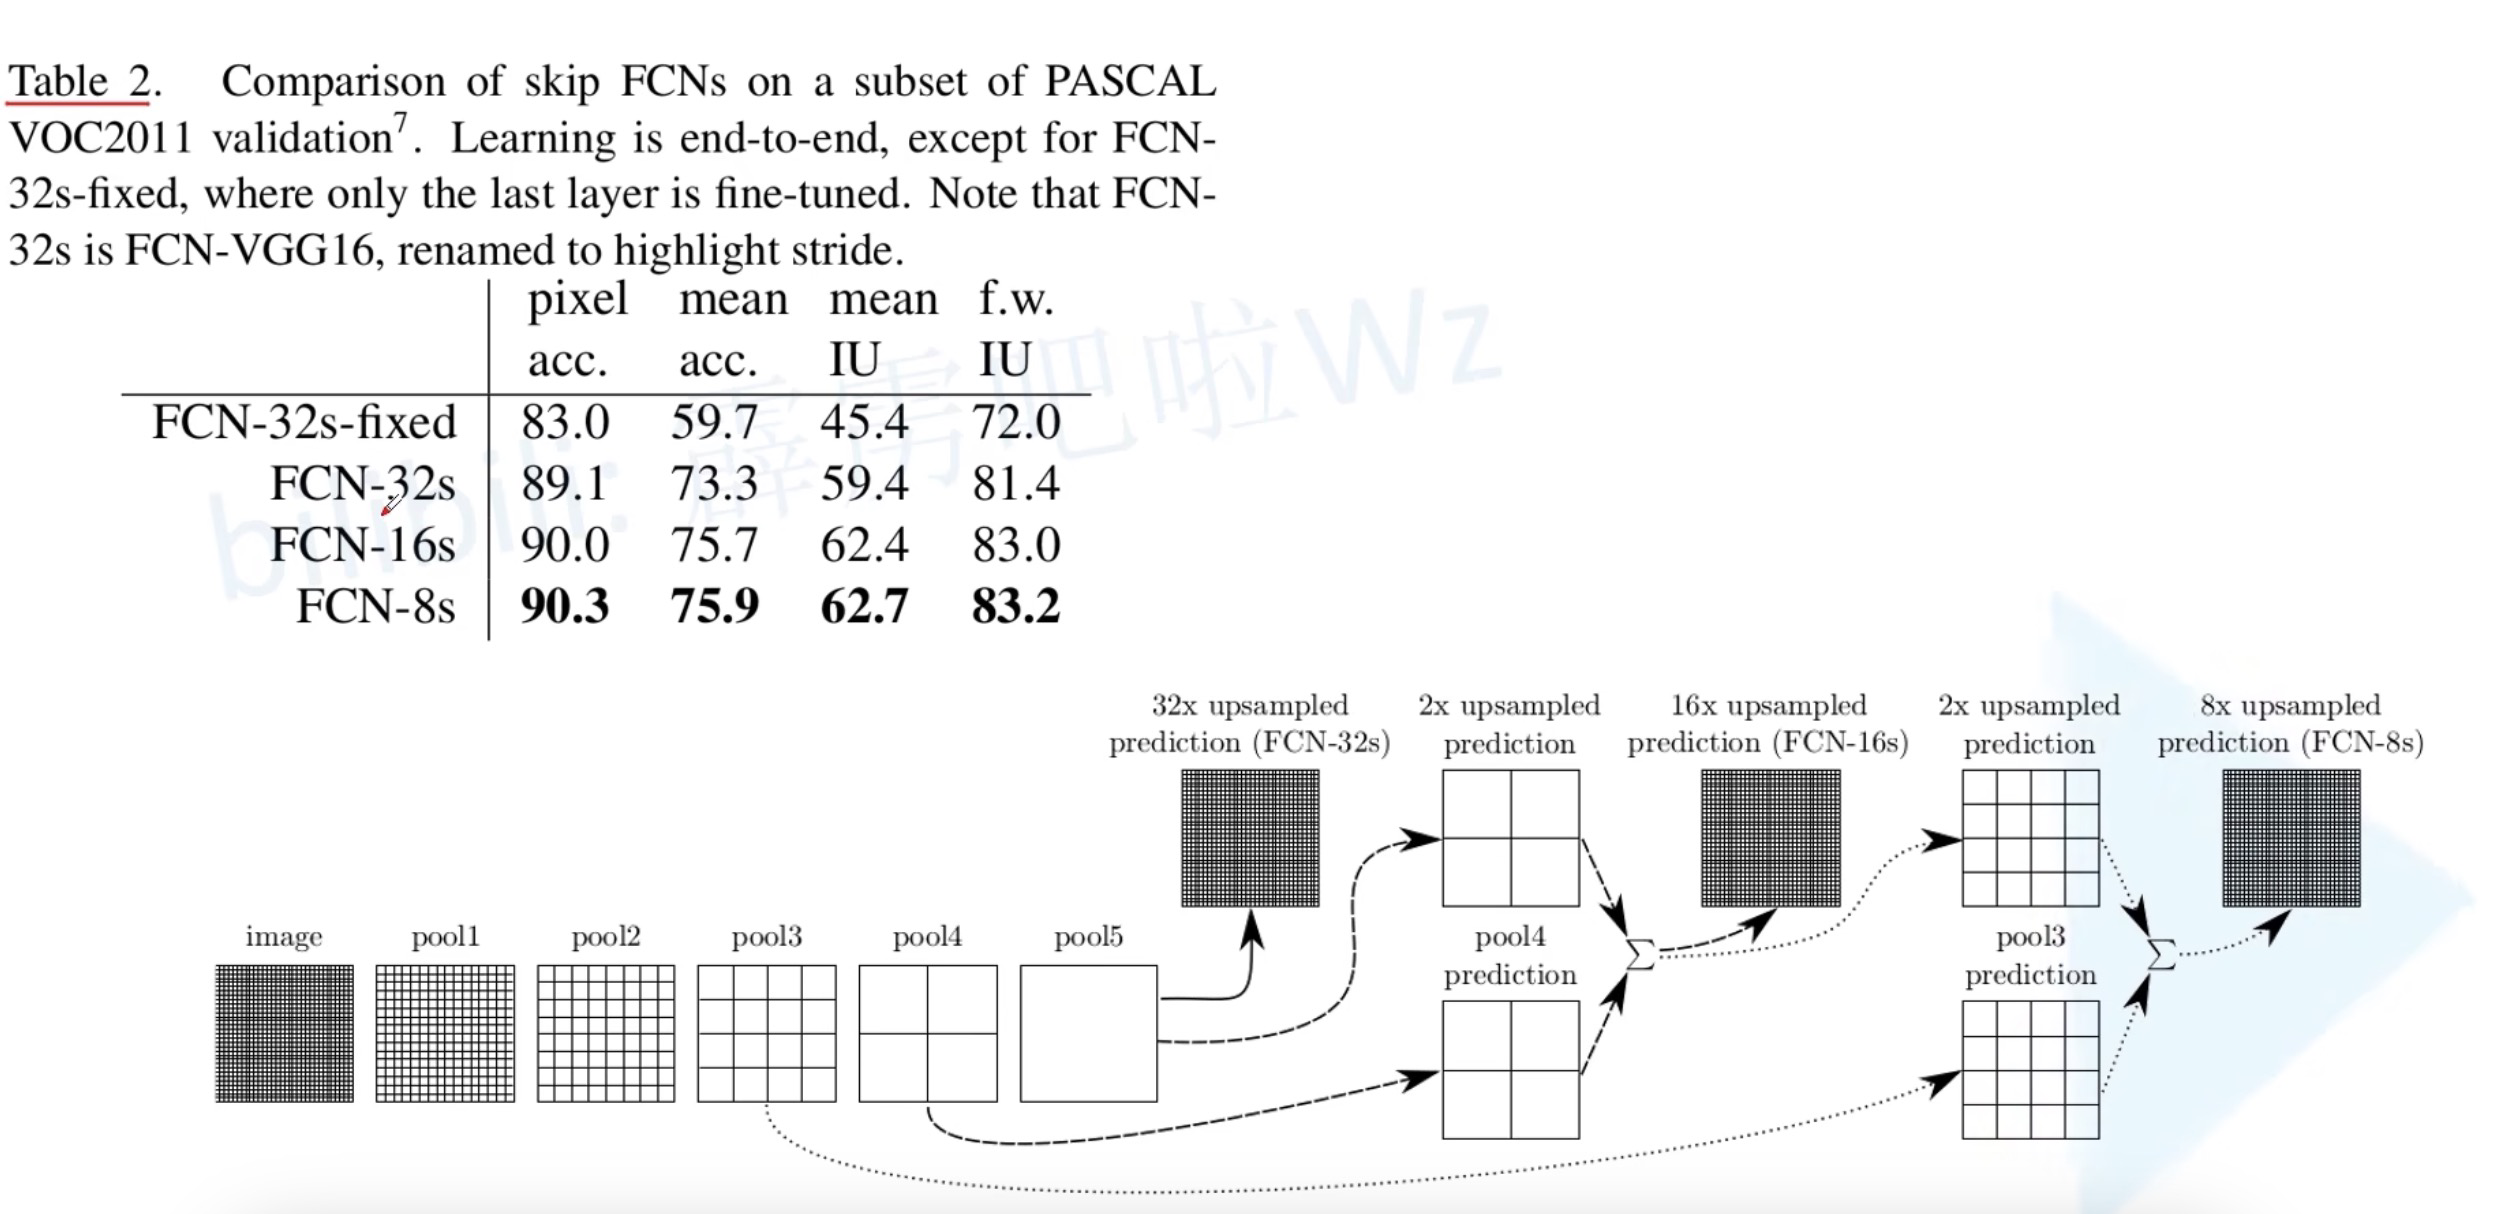 Table 2. Comparison of skip FCNs on a subset of PASCAL
VOC2011 validation⁷. Learning is end-to-end, except for FCN-
32s-fixed, where only the last layer is fine-tuned. Note that FCN-
32s is FCN-VGG16, renamed to highlight stride.
pixel mean mean f.w.
acc. acc. IU IU
FCN-32s-fixed 83.0 59.7 45.4 72.0
FCN-32s 89.1 73.3 59.4 81.4
FCN-16s 90.0 75.7 62.4 83.0
FCN-8s 90.3 75.9 62.7 83.2
bilibili: 霹雳吧啦Wz
32x upsampled
prediction (FCN-32s)
2x upsampled
prediction
16x upsampled
prediction (FCN-16s)
2x upsampled
prediction
8x upsampled
prediction (FCN-8s)
image
pool1
pool2
pool3
pool4
pool5
pool4
prediction
∑
pool3
prediction
∑